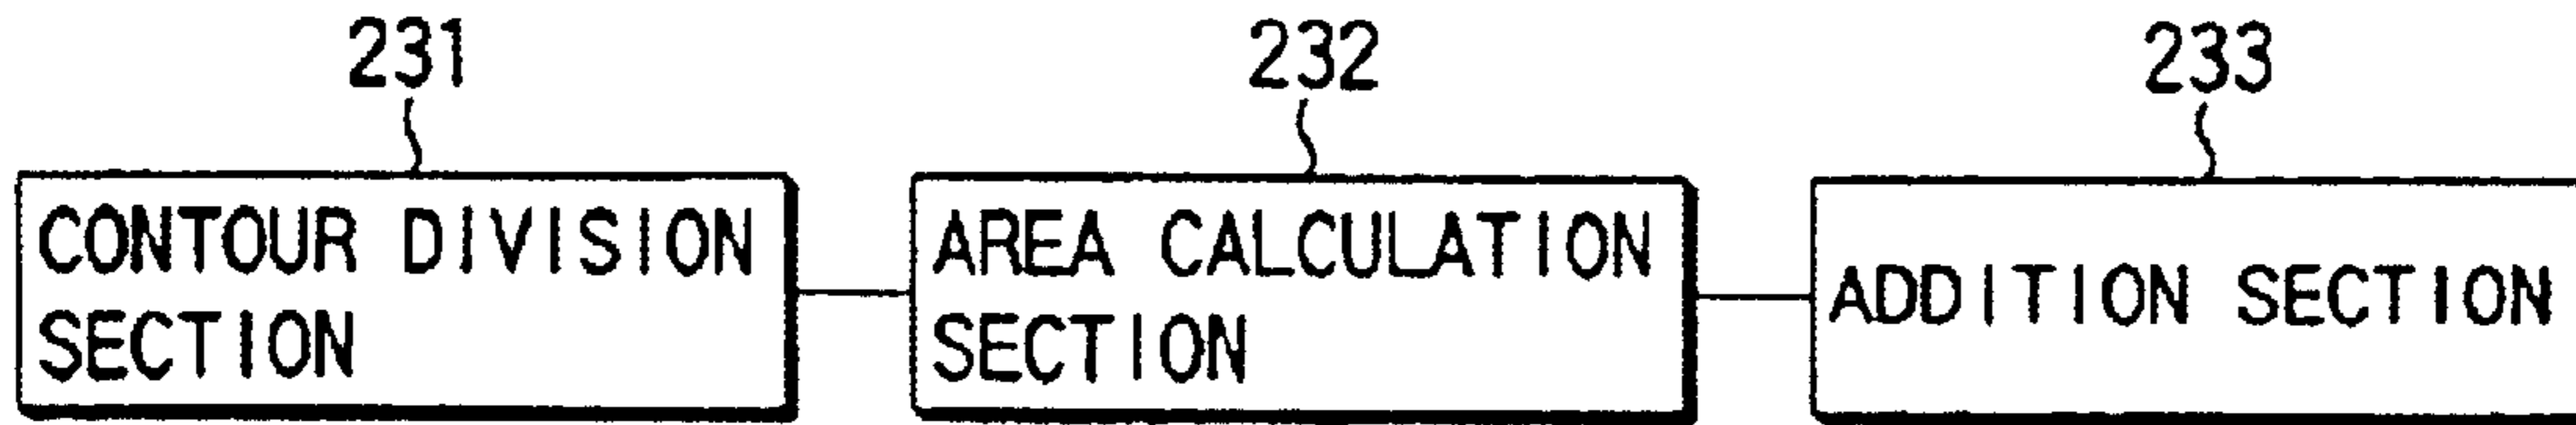 231 232 233
CONTOUR DIVISION
SECTION
AREA CALCULATION
SECTION
ADDITION SECTION